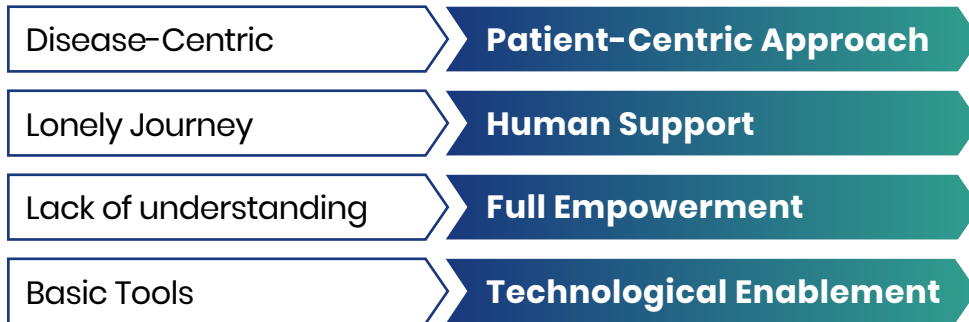 Disease-Centric
Patient-Centric Approach
Lonely Journey
Human Support
Lack of understanding
Full Empowerment
Basic Tools
Technological Enablement